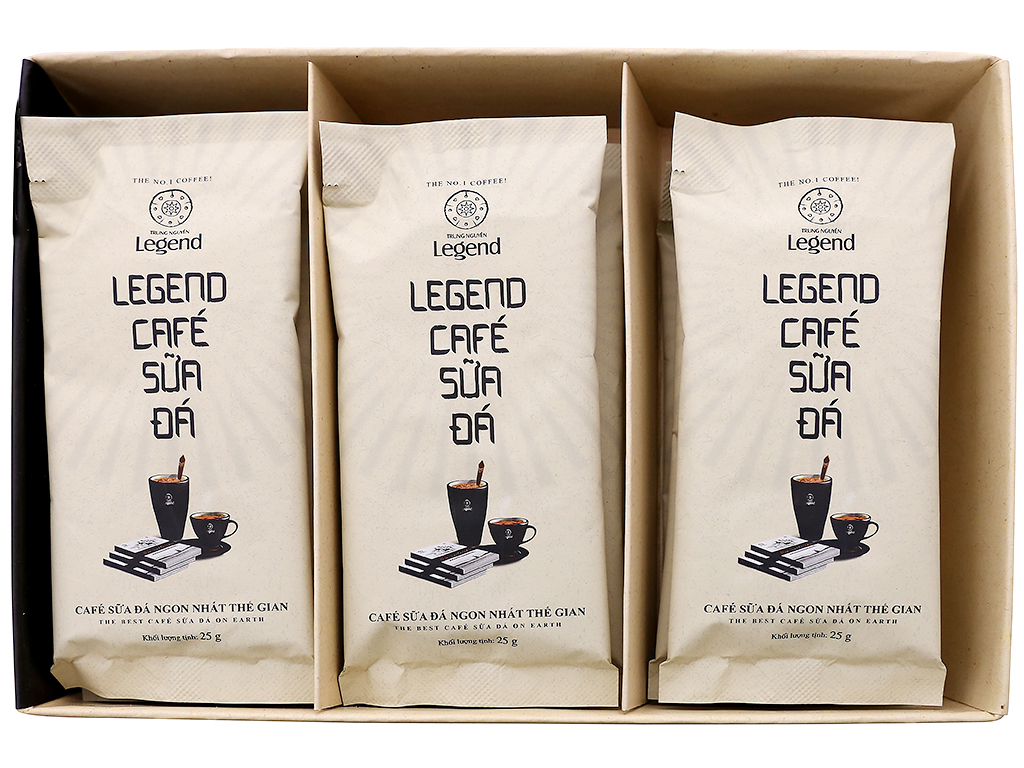 THE NO.1 COFFEE!
TRUNG NGUYÊN
Legend
LEGEND
CAFÉ
SỮA
ĐÁ
CAFÉ SỮA ĐÁ NGON NHẤT THẾ GIAN
THE BEST CAFÉ SỮA ĐÁ ON EARTH
Khối lượng tịnh: 25 g
THE NO.1 COFFEE!
TRUNG NGUYÊN
Legend
LEGEND
CAFÉ
SỮA
ĐÁ
CAFÉ SỮA ĐÁ NGON NHẤT THẾ GIAN
THE BEST CAFÉ SỮA ĐÁ ON EARTH
Khối lượng tịnh: 25 g
THE NO.1 COFFEE!
TRUNG NGUYÊN
Legend
LEGEND
CAFÉ
SỮA
ĐÁ
CAFÉ SỮA ĐÁ NGON NHẤT THẾ GIAN
THE BEST CAFÉ SỮA ĐÁ ON EARTH
Khối lượng tịnh: 25 g